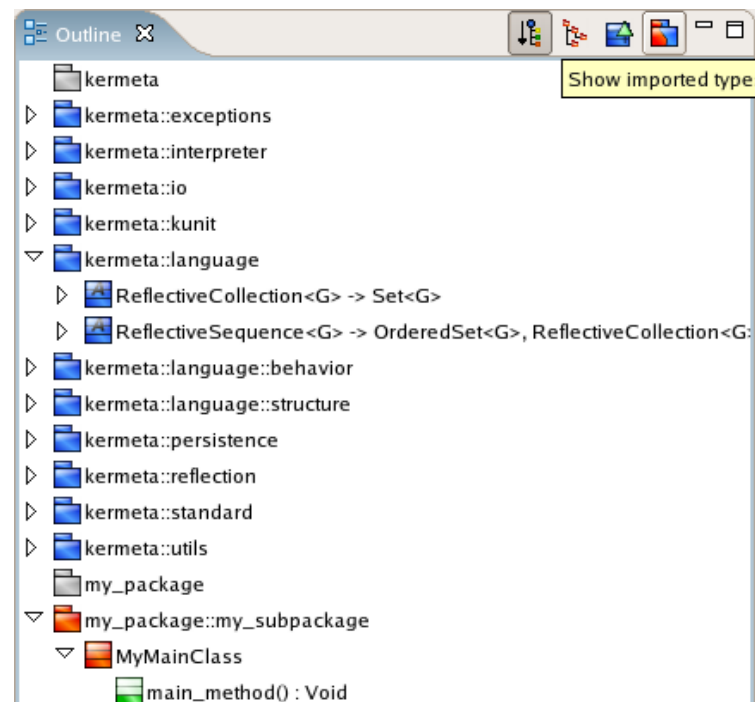 Outline
Show imported type
kermeta
kermeta::exceptions
kermeta::interpreter
kermeta::io
kermeta::kunit
kermeta::language
ReflectiveCollection<G> -> Set<G>
ReflectiveSequence<G> -> OrderedSet<G>, ReflectiveCollection<G
kermeta::language::behavior
kermeta::language::structure
kermeta::persistence
kermeta::reflection
kermeta::standard
kermeta::utils
my_package
my_package::my_subpackage
MyMainClass
main_method() : Void